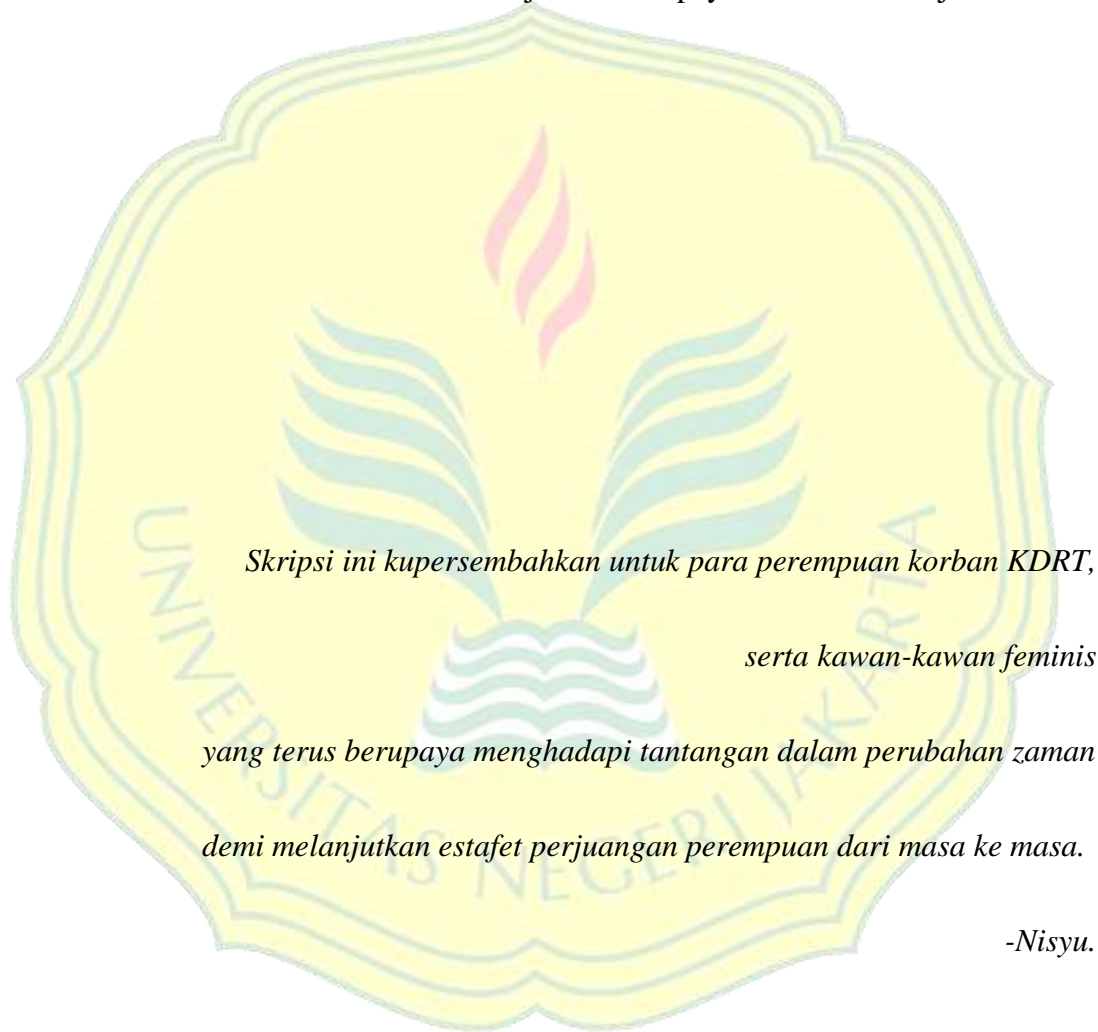 Skripsi ini kupersembahkan untuk para perempuan korban KDRT,
serta kawan-kawan feminis
yang terus berupaya menghadapi tantangan dalam perubahan zaman
demi melanjutkan estafet perjuangan perempuan dari masa ke masa.
-Nisyu.
UNIVERSITAS NEGERI JAKARTA